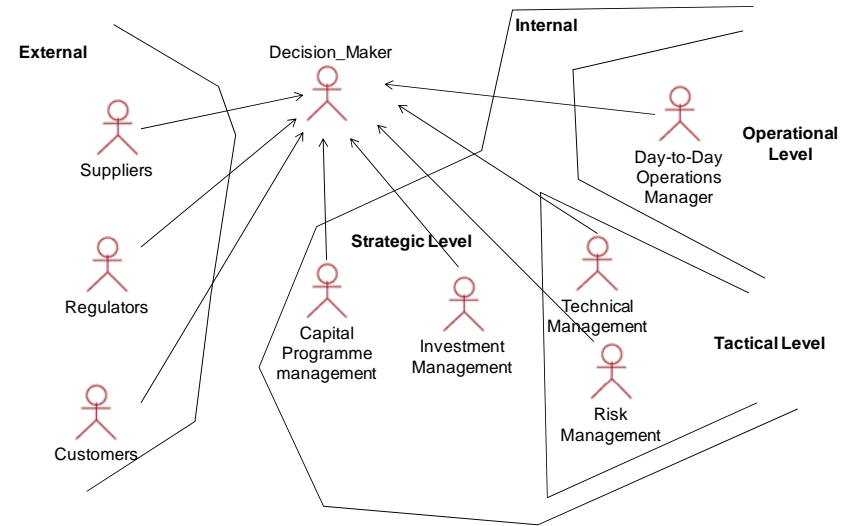 External
Decision_Maker
Internal
Suppliers
Day-to-Day
Operations
Manager
Operational
Level
Strategic Level
Regulators
Capital
Programme
management
Investment
Management
Technical
Management
Tactical Level
Risk
Management
Customers